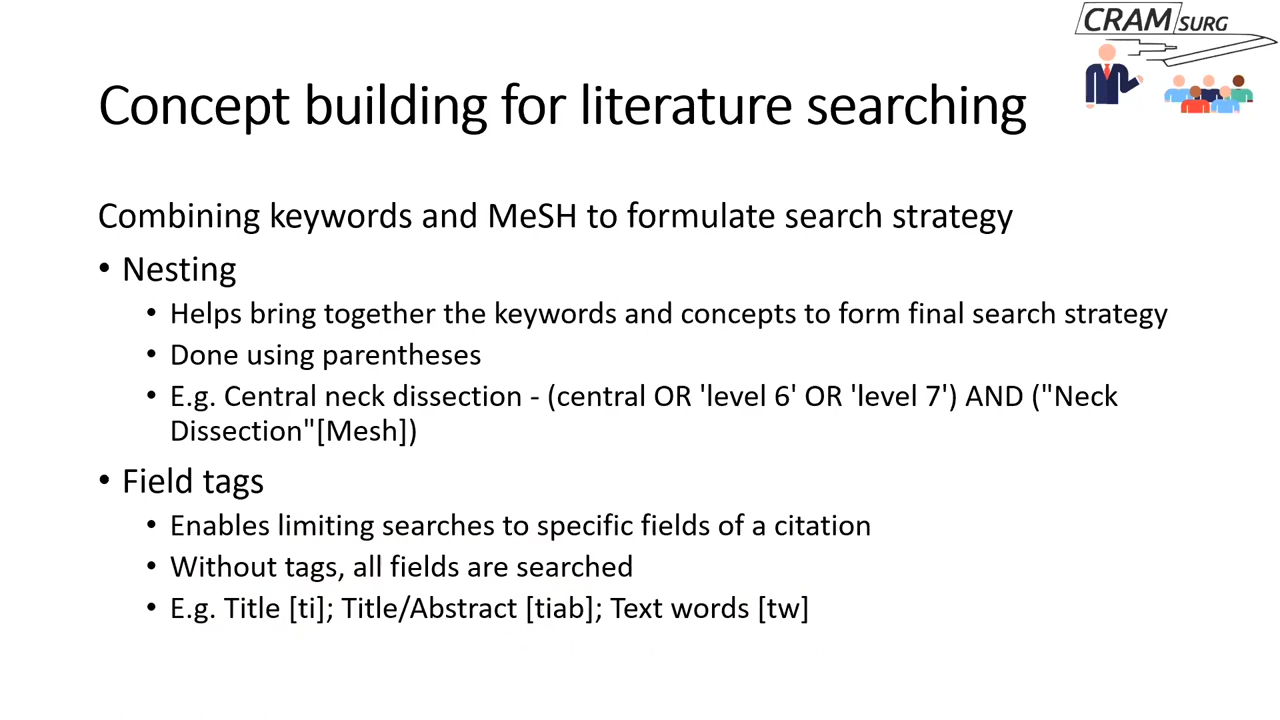 CRAM SURG
Concept building for literature searching
Combining keywords and MeSH to formulate search strategy
• Nesting
• Helps bring together the keywords and concepts to form final search strategy
• Done using parentheses
• E.g. Central neck dissection - (central OR 'level 6' OR 'level 7') AND ("Neck
Dissection"[Mesh])
• Field tags
• Enables limiting searches to specific fields of a citation
• Without tags, all fields are searched
• E.g. Title [ti]; Title/Abstract [tiab]; Text words [tw]